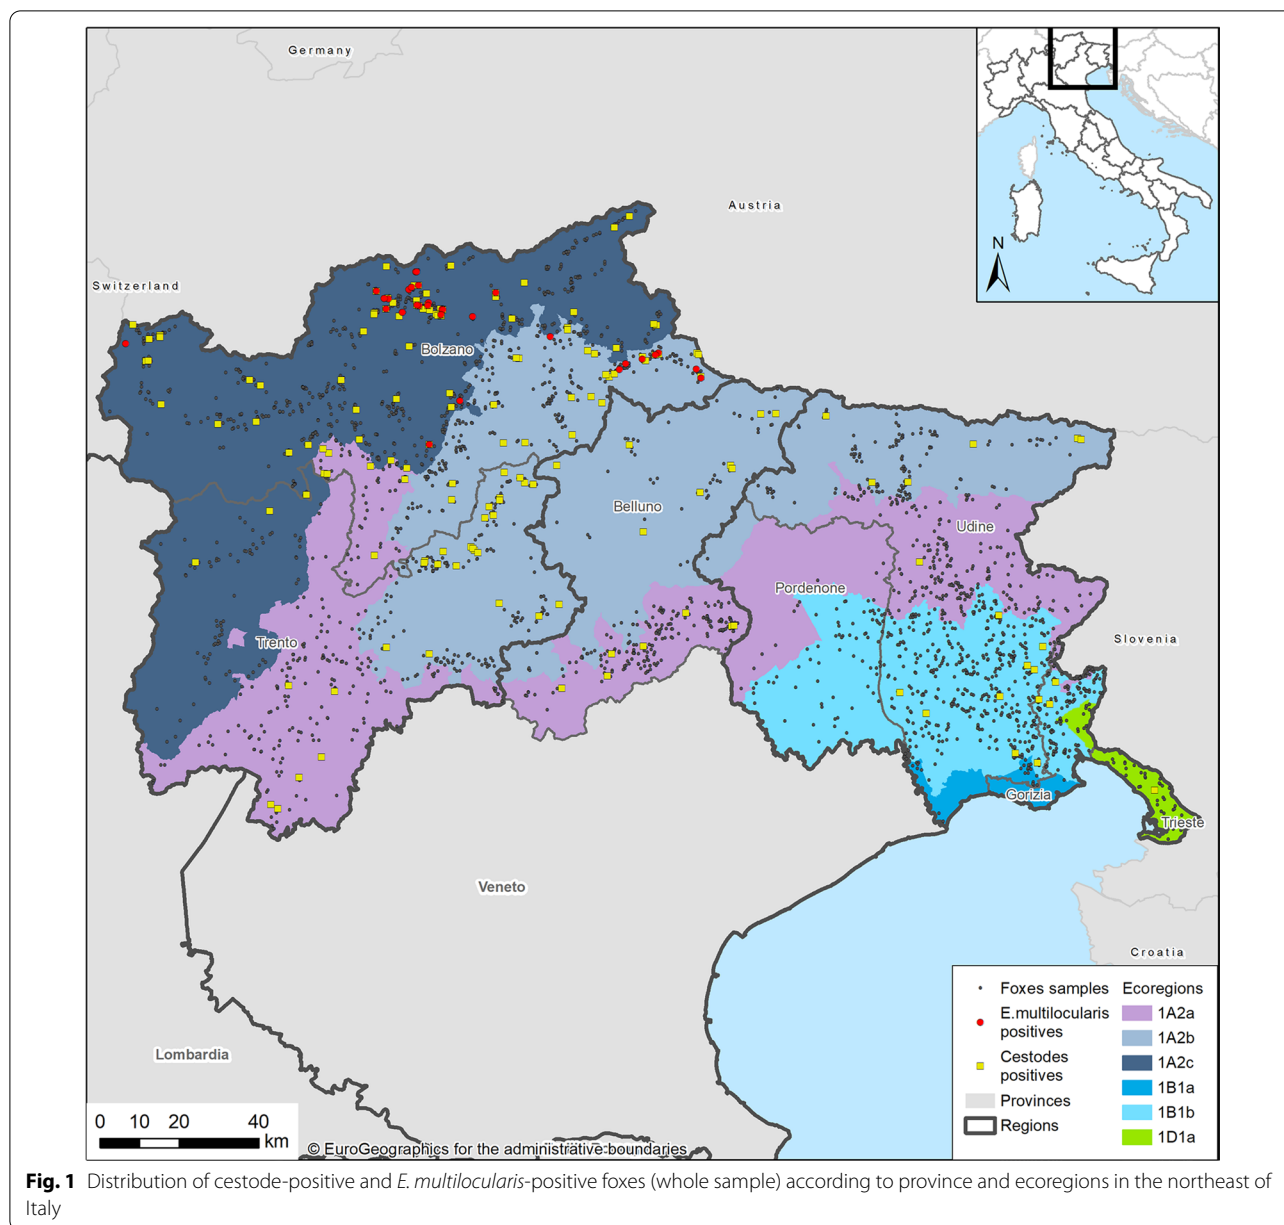 Germany
Austria
Switzerland
N
Bolzano
Belluno
Udine
Pordenone
Slovenia
Trento
Gorizia
Trieste
Veneto
Croatia
Lombardia
Foxes samples
E.multilocularis
positives
Cestodes
positives
Provinces
Regions
Ecoregions
1A2a
1A2b
1A2c
1B1a
1B1b
1D1a
0 10 20 40
km
© EuroGeographics for the administrative boundaries
Fig. 1 Distribution of cestode-positive and E. multilocularis-positive foxes (whole sample) according to province and ecoregions in the northeast of
Italy